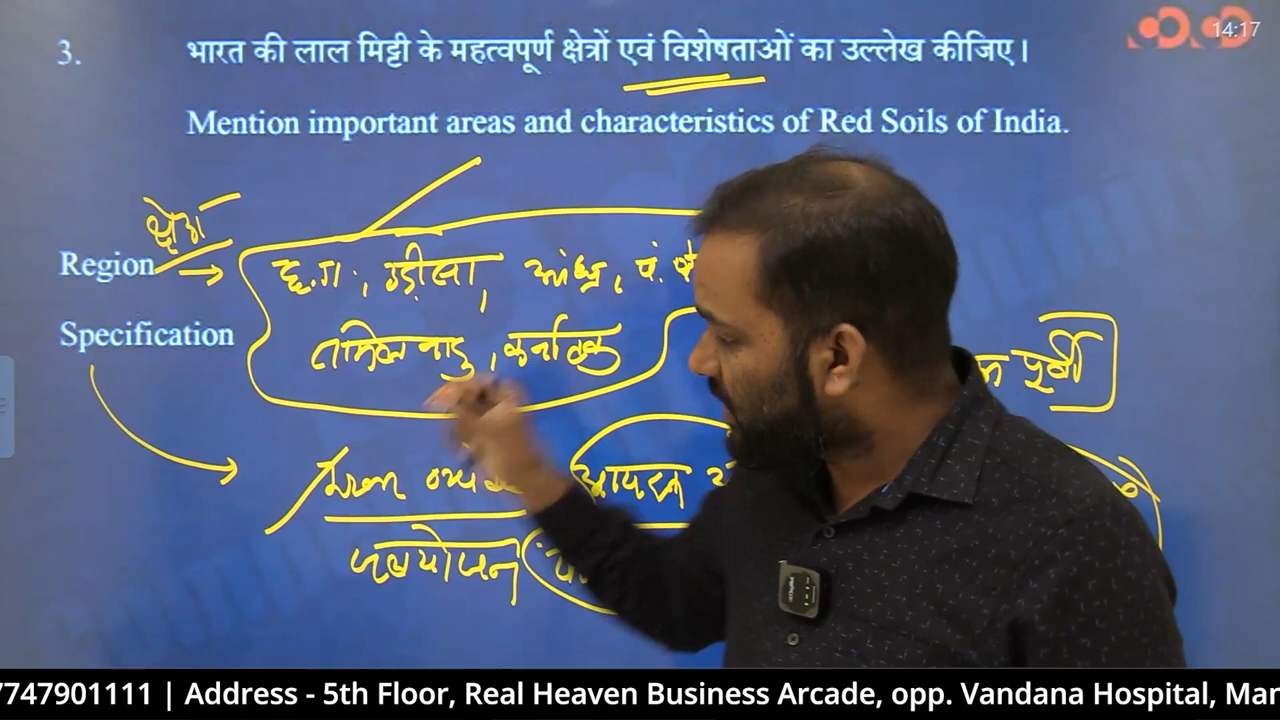 14:17
3. भारत की लाल मिट्टी के महत्वपूर्ण क्षेत्रों एवं विशेषताओं का उल्लेख कीजिए।
Mention important areas and characteristics of Red Soils of India.
क्षेत्र
Region → छ.ग., उड़ीसा, आंध्र, पं.
Specification
तमिलनाडु, कर्नाटक
पूर्वी
आयरन
जलयोजन
7747901111 | Address - 5th Floor, Real Heaven Business Arcade, opp. Vandana Hospital, Mar